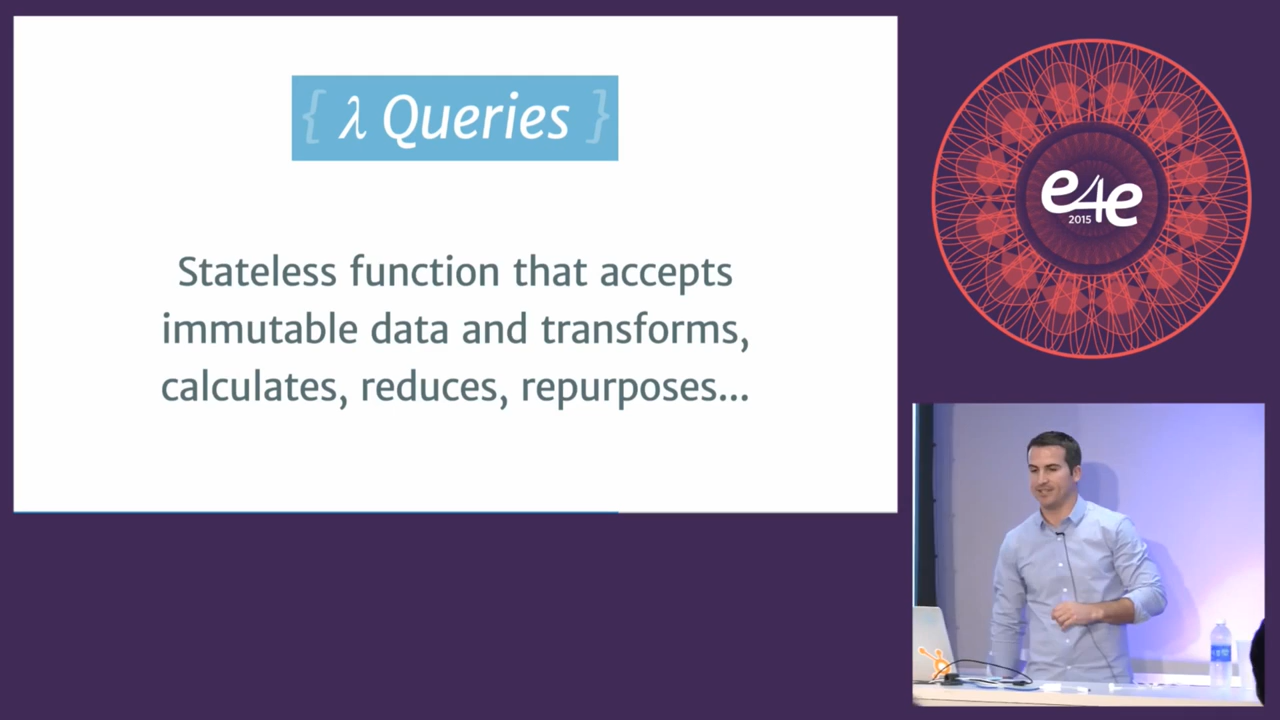 { λ Queries }
Stateless function that accepts
immutable data and transforms,
calculates, reduces, repurposes...
e4e
2015